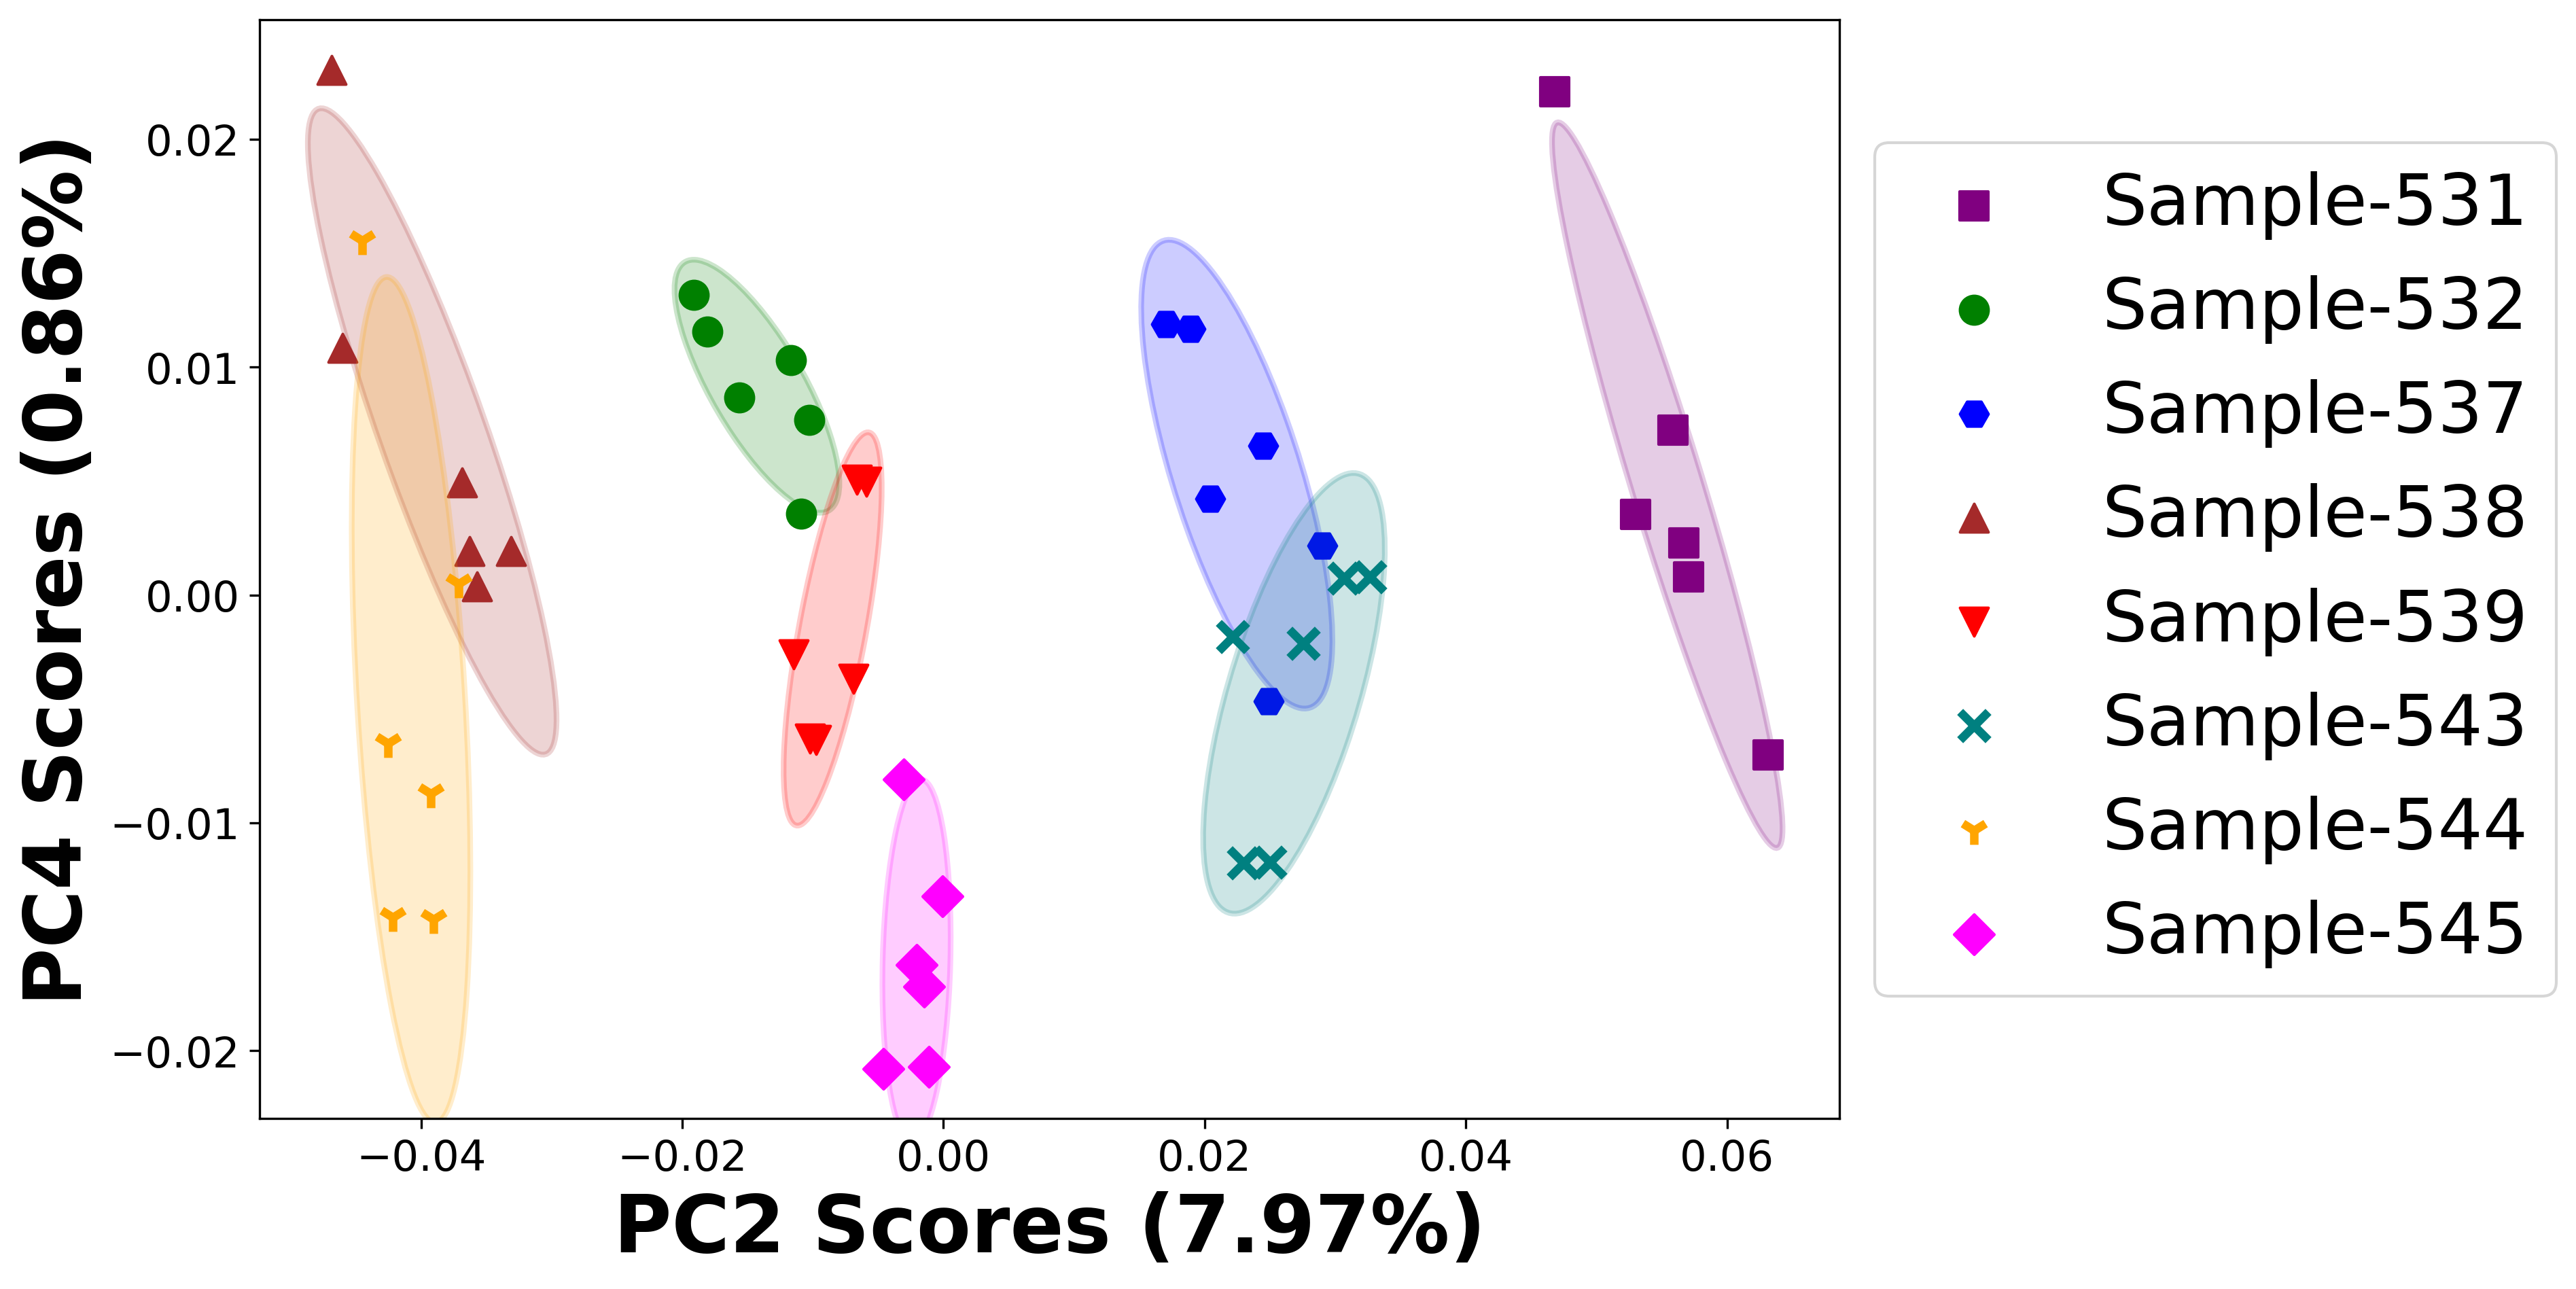 PC4 Scores (0.86%)
0.02
0.01
0.00
−0.01
−0.02
−0.04
−0.02
0.00
0.02
0.04
0.06
PC2 Scores (7.97%)
Sample-531
Sample-532
Sample-537
Sample-538
Sample-539
Sample-543
Sample-544
Sample-545